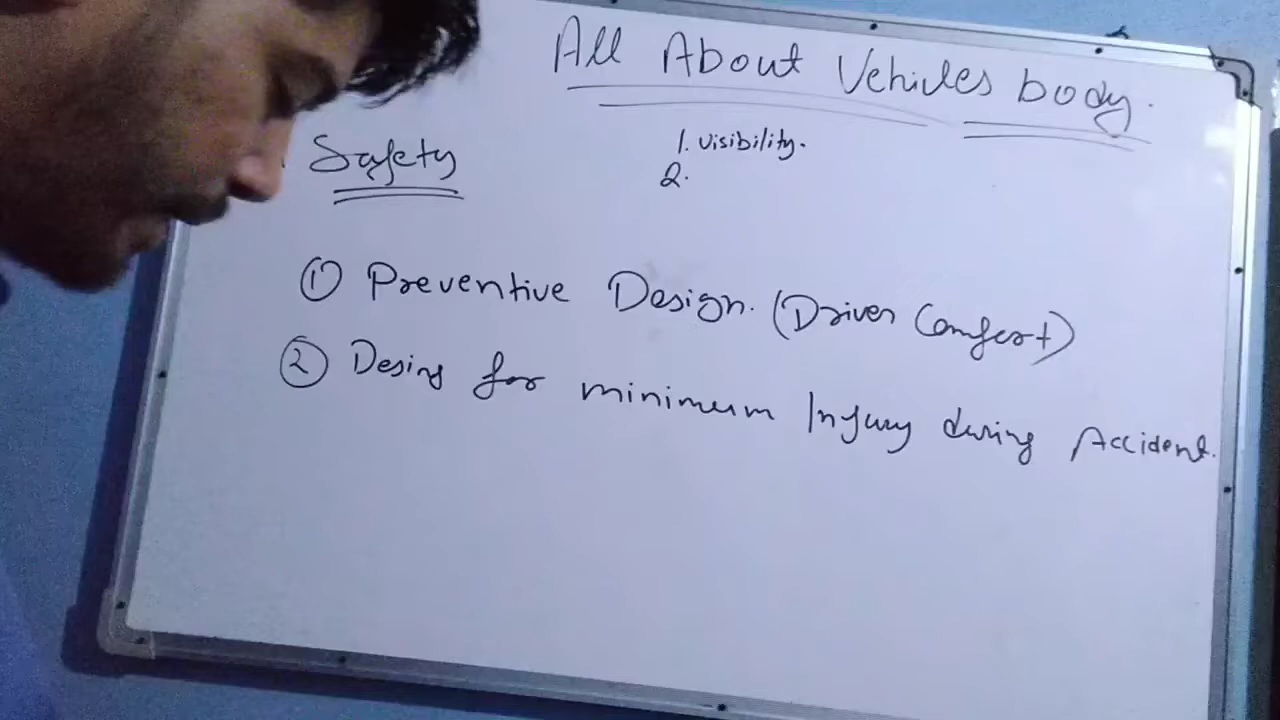 All About Vehicles body.
Safety
1. visibility.
2.
① Preventive Design. (Driver Comfort)
② Desing for minimum Injury during Accident.